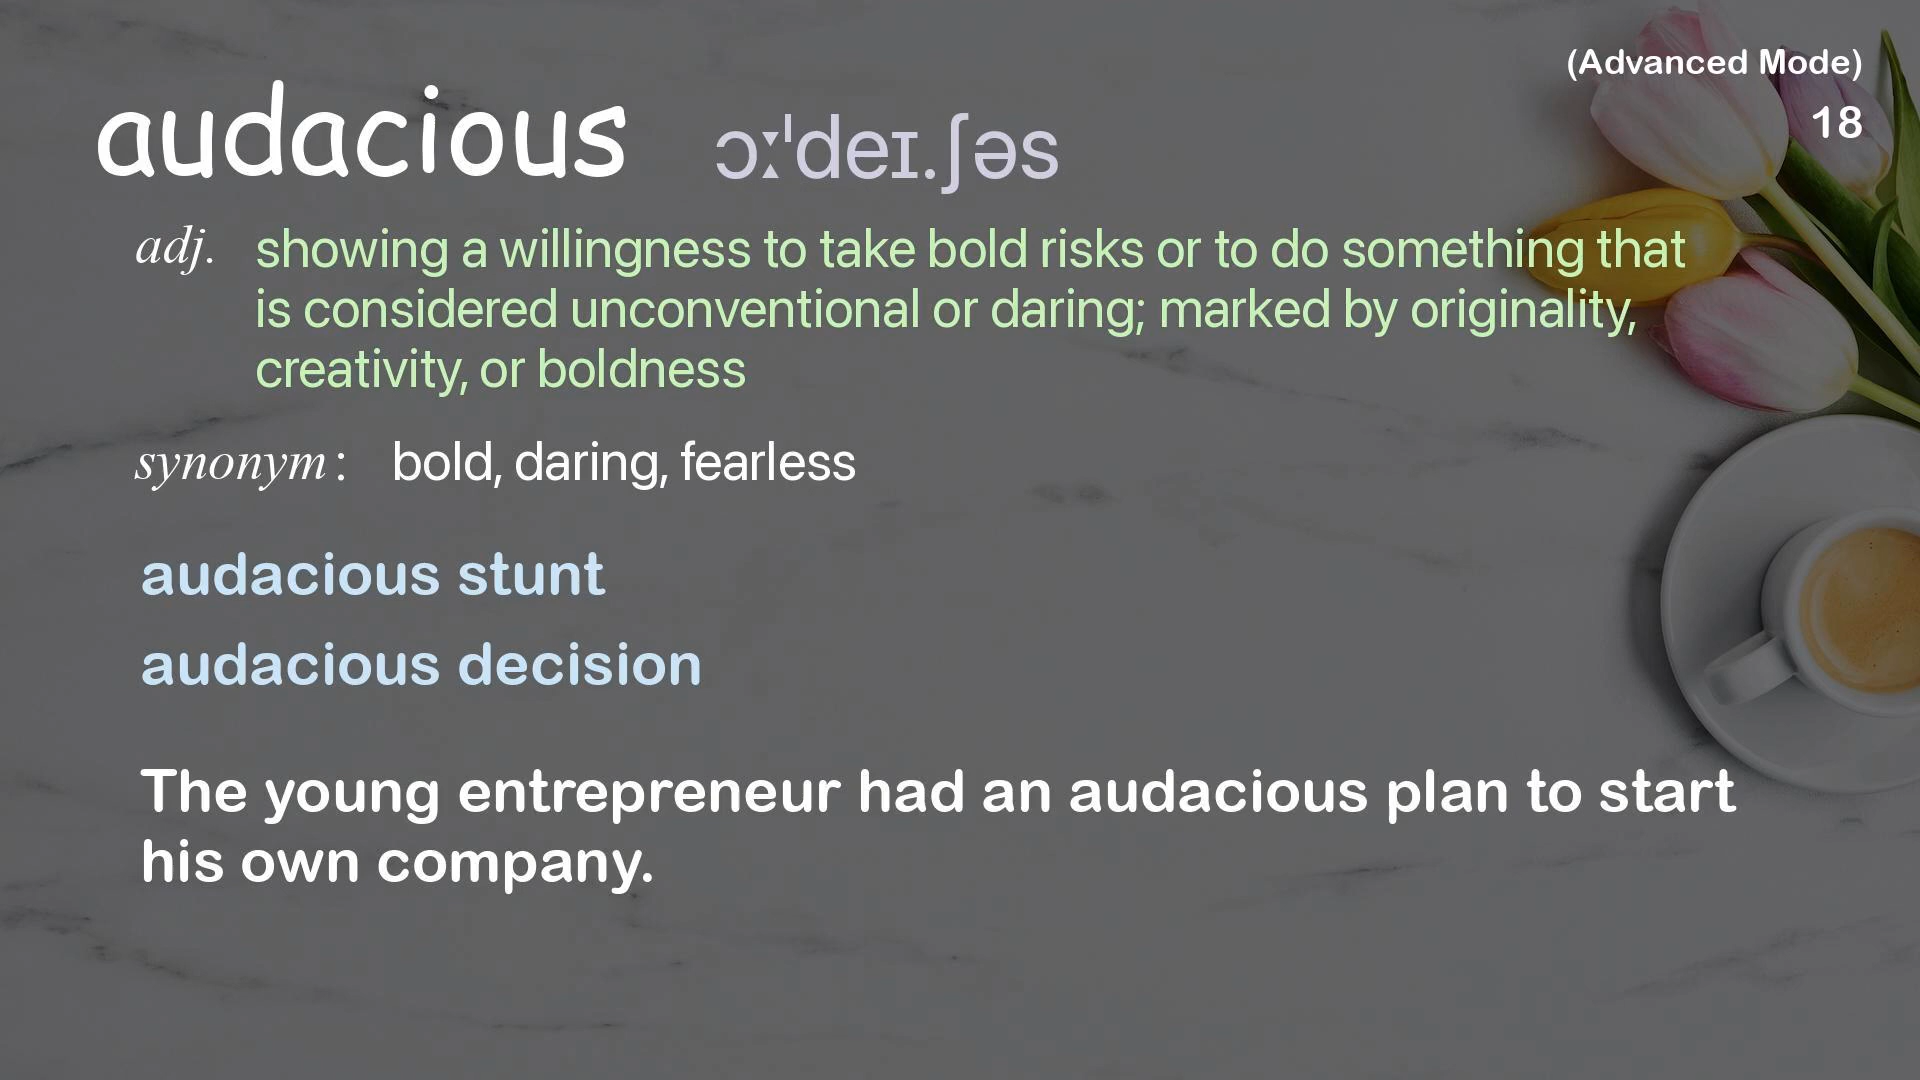 (Advanced Mode)
18
audacious ɔːˈdeɪ.ʃəs
adj. showing a willingness to take bold risks or to do something that
is considered unconventional or daring; marked by originality,
creativity, or boldness
synonym : bold, daring, fearless
audacious stunt
audacious decision
The young entrepreneur had an audacious plan to start
his own company.